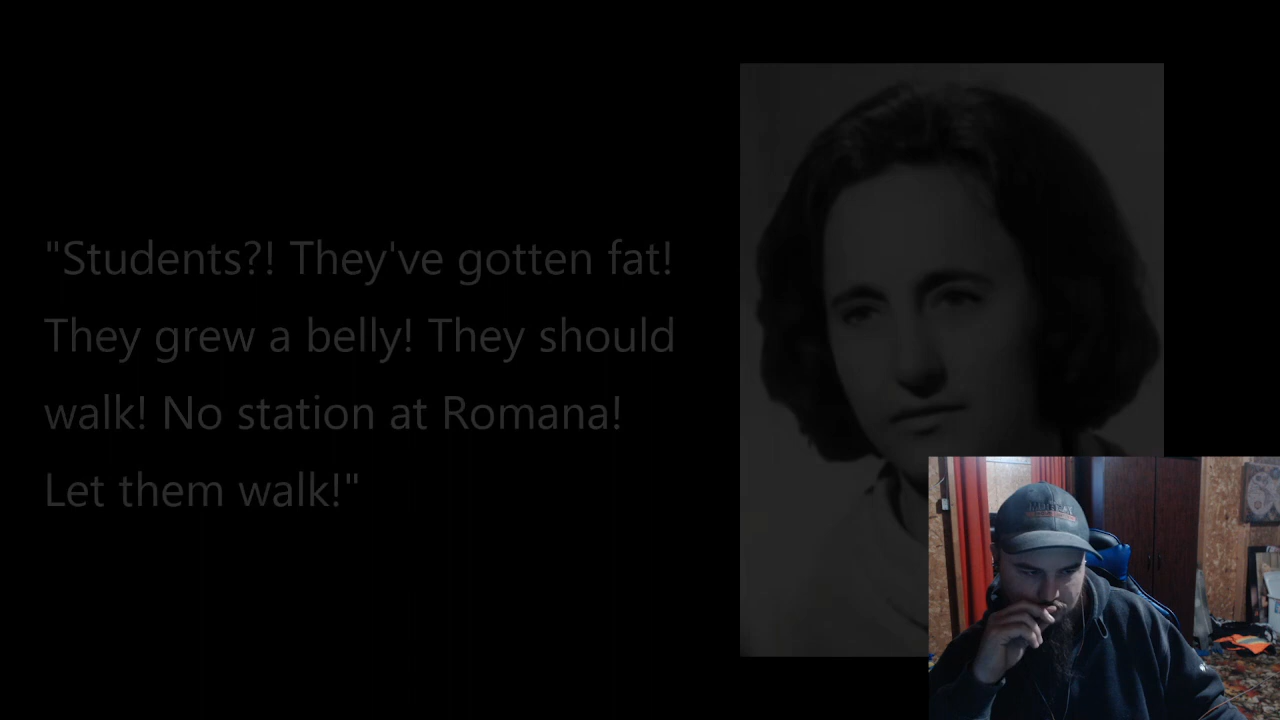 "Students?! They've gotten fat!
They grew a belly! They should
walk! No station at Romana!
Let them walk!"